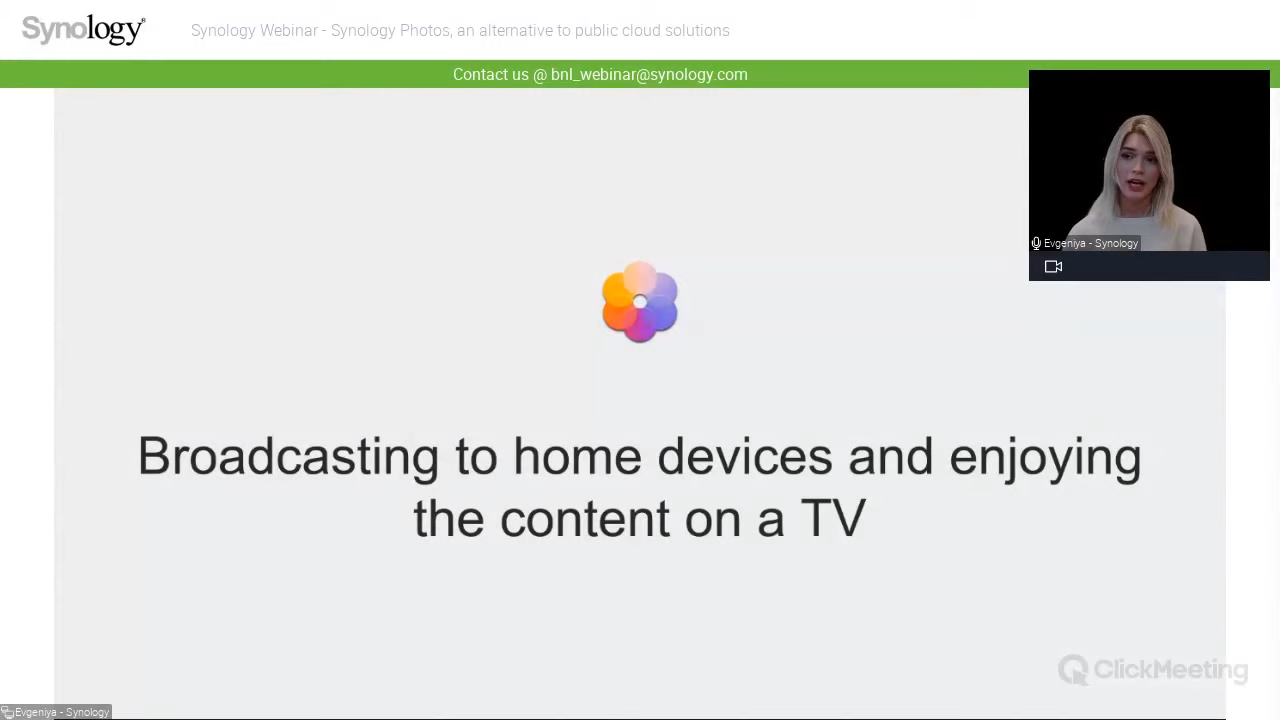 Synology®
Synology Webinar - Synology Photos, an alternative to public cloud solutions
Contact us @ bnl_webinar@synology.com
Evgeniya - Synology
Broadcasting to home devices and enjoying
the content on a TV
ClickMeeting
Evgeniya - Synology